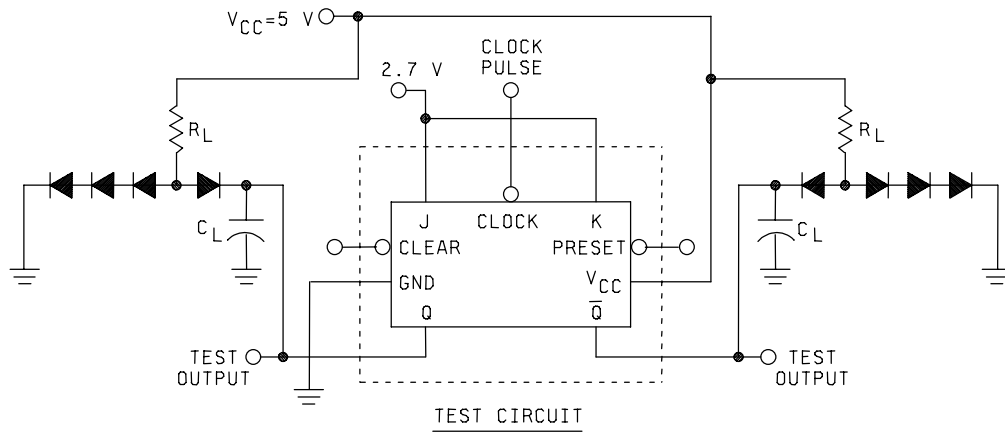 VCC=5 V
2.7 V
CLOCK
PULSE
RL
RL
CL
J
CLOCK
K
CLEAR
PRESET
CL
GND
VCC
Q
Q̅
TEST
OUTPUT
TEST
OUTPUT
TEST CIRCUIT